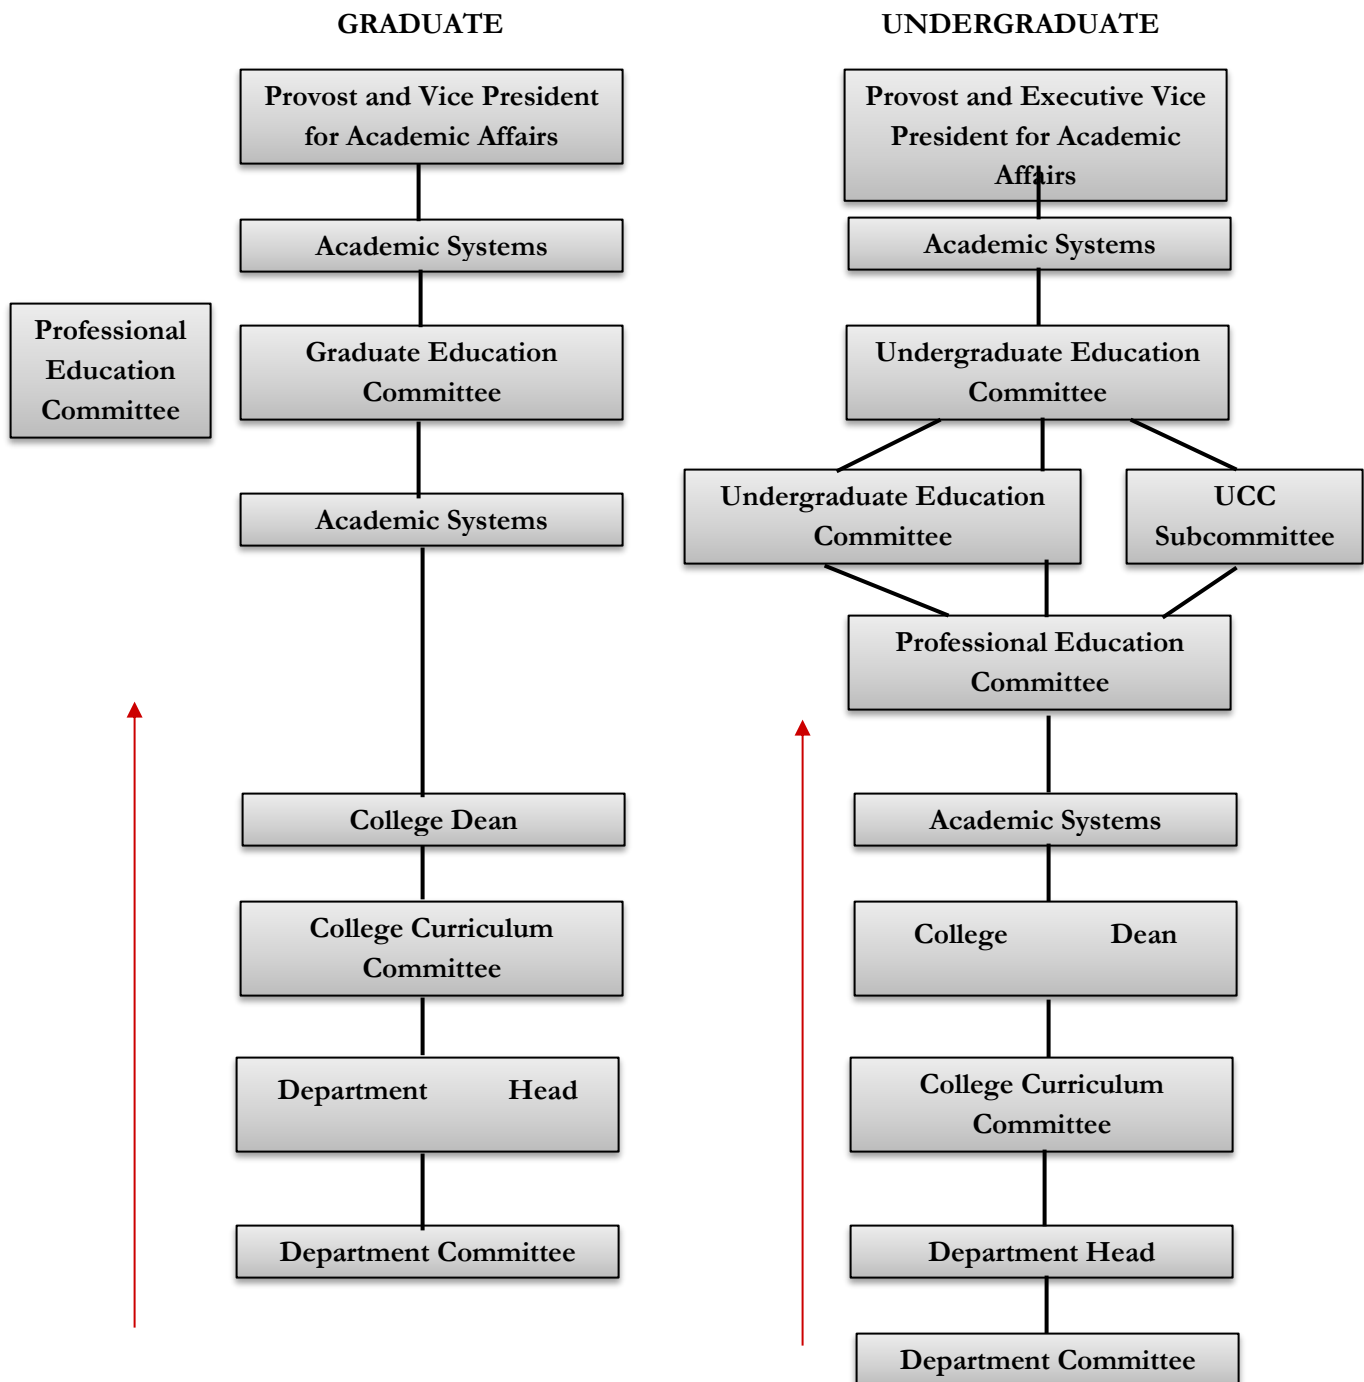 GRADUATE
Provost and Vice President
for Academic Affairs
Academic Systems
Professional
Education
Committee
Graduate Education
Committee
Academic Systems
College Dean
College Curriculum
Committee
Department Head
Department Committee
UNDERGRADUATE
Provost and Executive Vice
President for Academic
Affairs
Academic Systems
Undergraduate Education
Committee
Undergraduate Education
Committee
UCC
Subcommittee
Professional Education
Committee
Academic Systems
College Dean
College Curriculum
Committee
Department Head
Department Committee